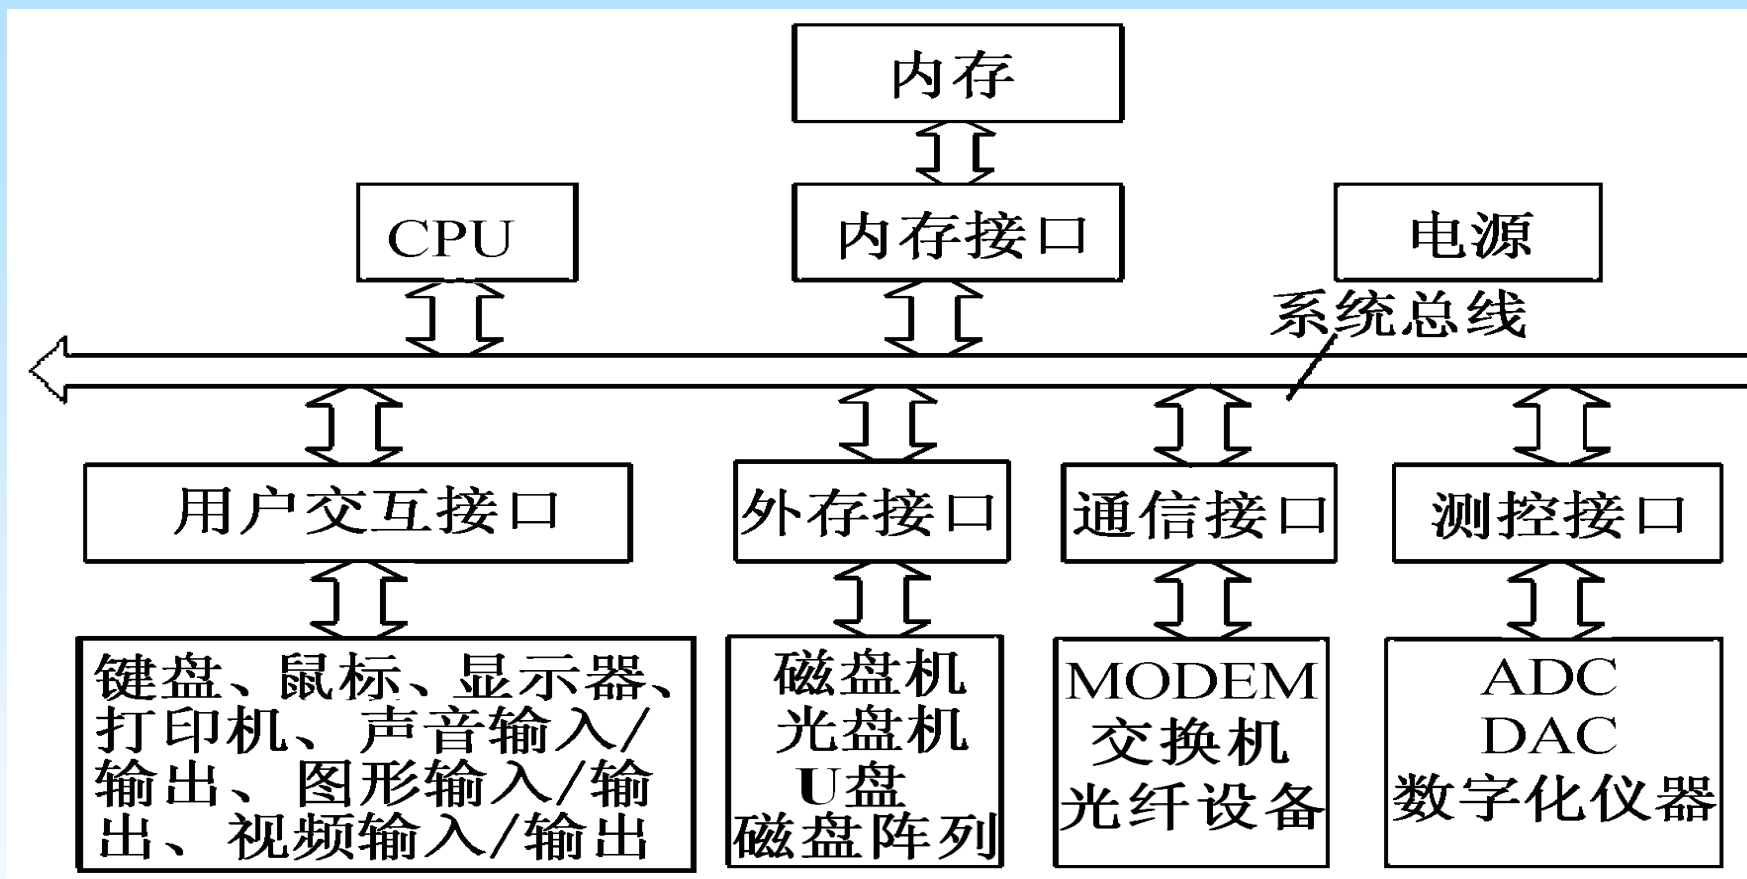 内存
CPU
内存接口
电源
系统总线
用户交互接口
外存接口
通信接口
测控接口
键盘、鼠标、显示器、
打印机、声音输入/
输出、图形输入/输
出、视频输入/输出
磁盘机
光盘机
U盘
磁盘阵列
MODEM
交换机
光纤设备
ADC
DAC
数字化仪器